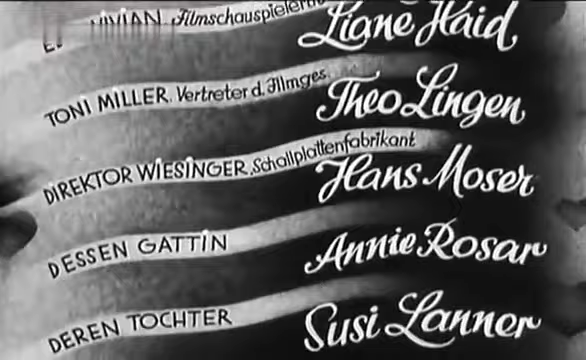 VIVIAN, Filmschauspielerin Liane Haid
TONI MILLER, Vertreter d. Filmges. Theo Lingen
DIREKTOR WIESINGER, Schallplattenfabrikant Hans Moser
DESSEN GATTIN Annie Rosar
DEREN TOCHTER Susi Lanner